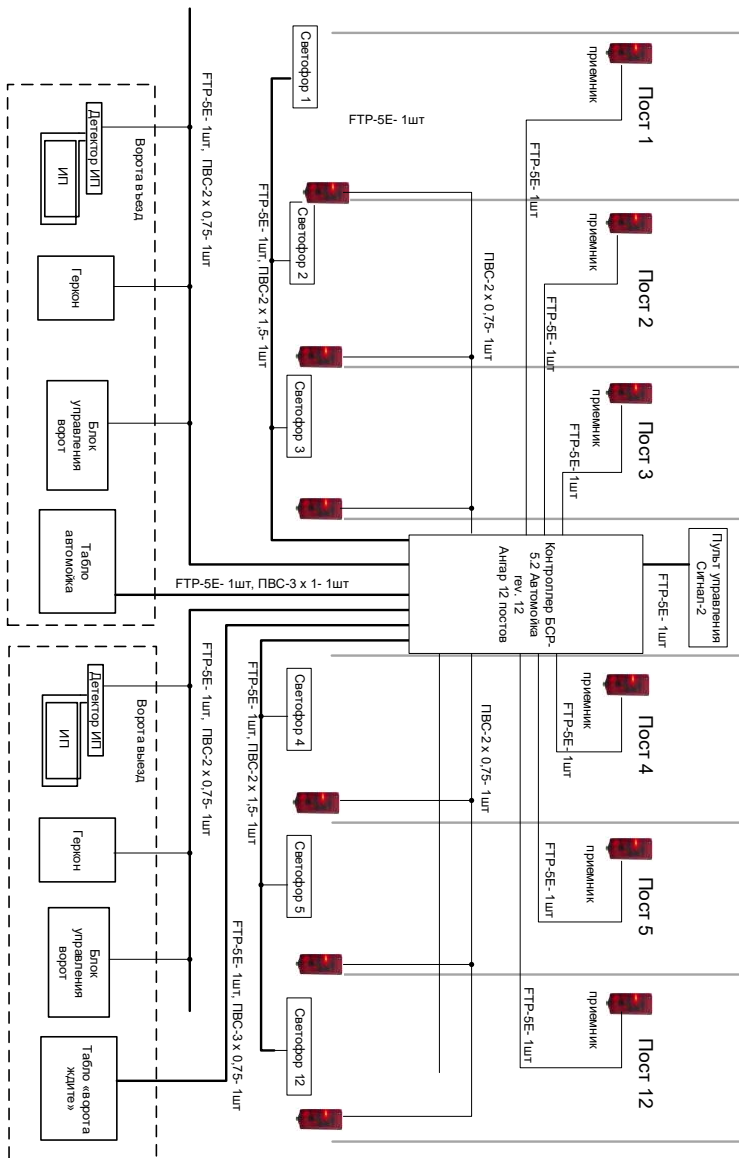 Пост 1
приемник
FTP-5E- 1шт
Пост 2
приемник
FTP-5E- 1шт
Пост 3
приемник
FTP-5E- 1шт
Пульт управления
Сигнал-2
FTP-5E- 1шт
Пост 4
приемник
FTP-5E- 1шт
Пост 5
приемник
FTP-5E- 1шт
Пост 12
приемник
FTP-5E- 1шт
Контроллер БСР-
5.2 Автомойка
rev. 12
Ангар 12 постов
FTP-5E- 1шт
ПВС-2 х 0,75- 1шт
ПВС-2 х 0,75- 1шт
Светофор 1
Светофор 2
Светофор 3
Светофор 4
Светофор 5
Светофор 12
FTP-5E- 1шт, ПВС-2 х 1,5- 1шт
FTP-5E- 1шт, ПВС-2 х 1,5- 1шт
FTP-5E- 1шт, ПВС-2 х 0,75- 1шт
FTP-5E- 1шт, ПВС-3 х 1- 1шт
FTP-5E- 1шт, ПВС-2 х 0,75- 1шт
FTP-5E- 1шт, ПВС-3 х 0,75- 1шт
Ворота въезд
Детектор ИП
ИП
Геркон
Блок
управления
ворот
Табло
автомойка
Ворота выезд
Детектор ИП
ИП
Геркон
Блок
управления
ворот
Табло «ворота
ждите»